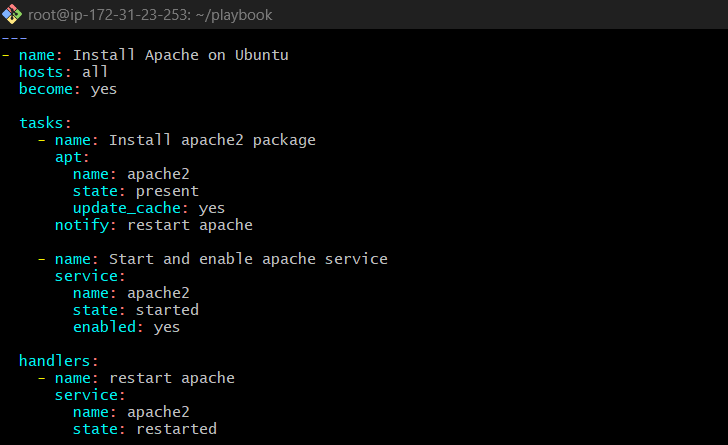 root@ip-172-31-23-253: ~/playbook
---
- name: Install Apache on Ubuntu
  hosts: all
  become: yes

  tasks:
    - name: Install apache2 package
      apt:
        name: apache2
        state: present
        update_cache: yes
      notify: restart apache

    - name: Start and enable apache service
      service:
        name: apache2
        state: started
        enabled: yes

  handlers:
    - name: restart apache
      service:
        name: apache2
        state: restarted